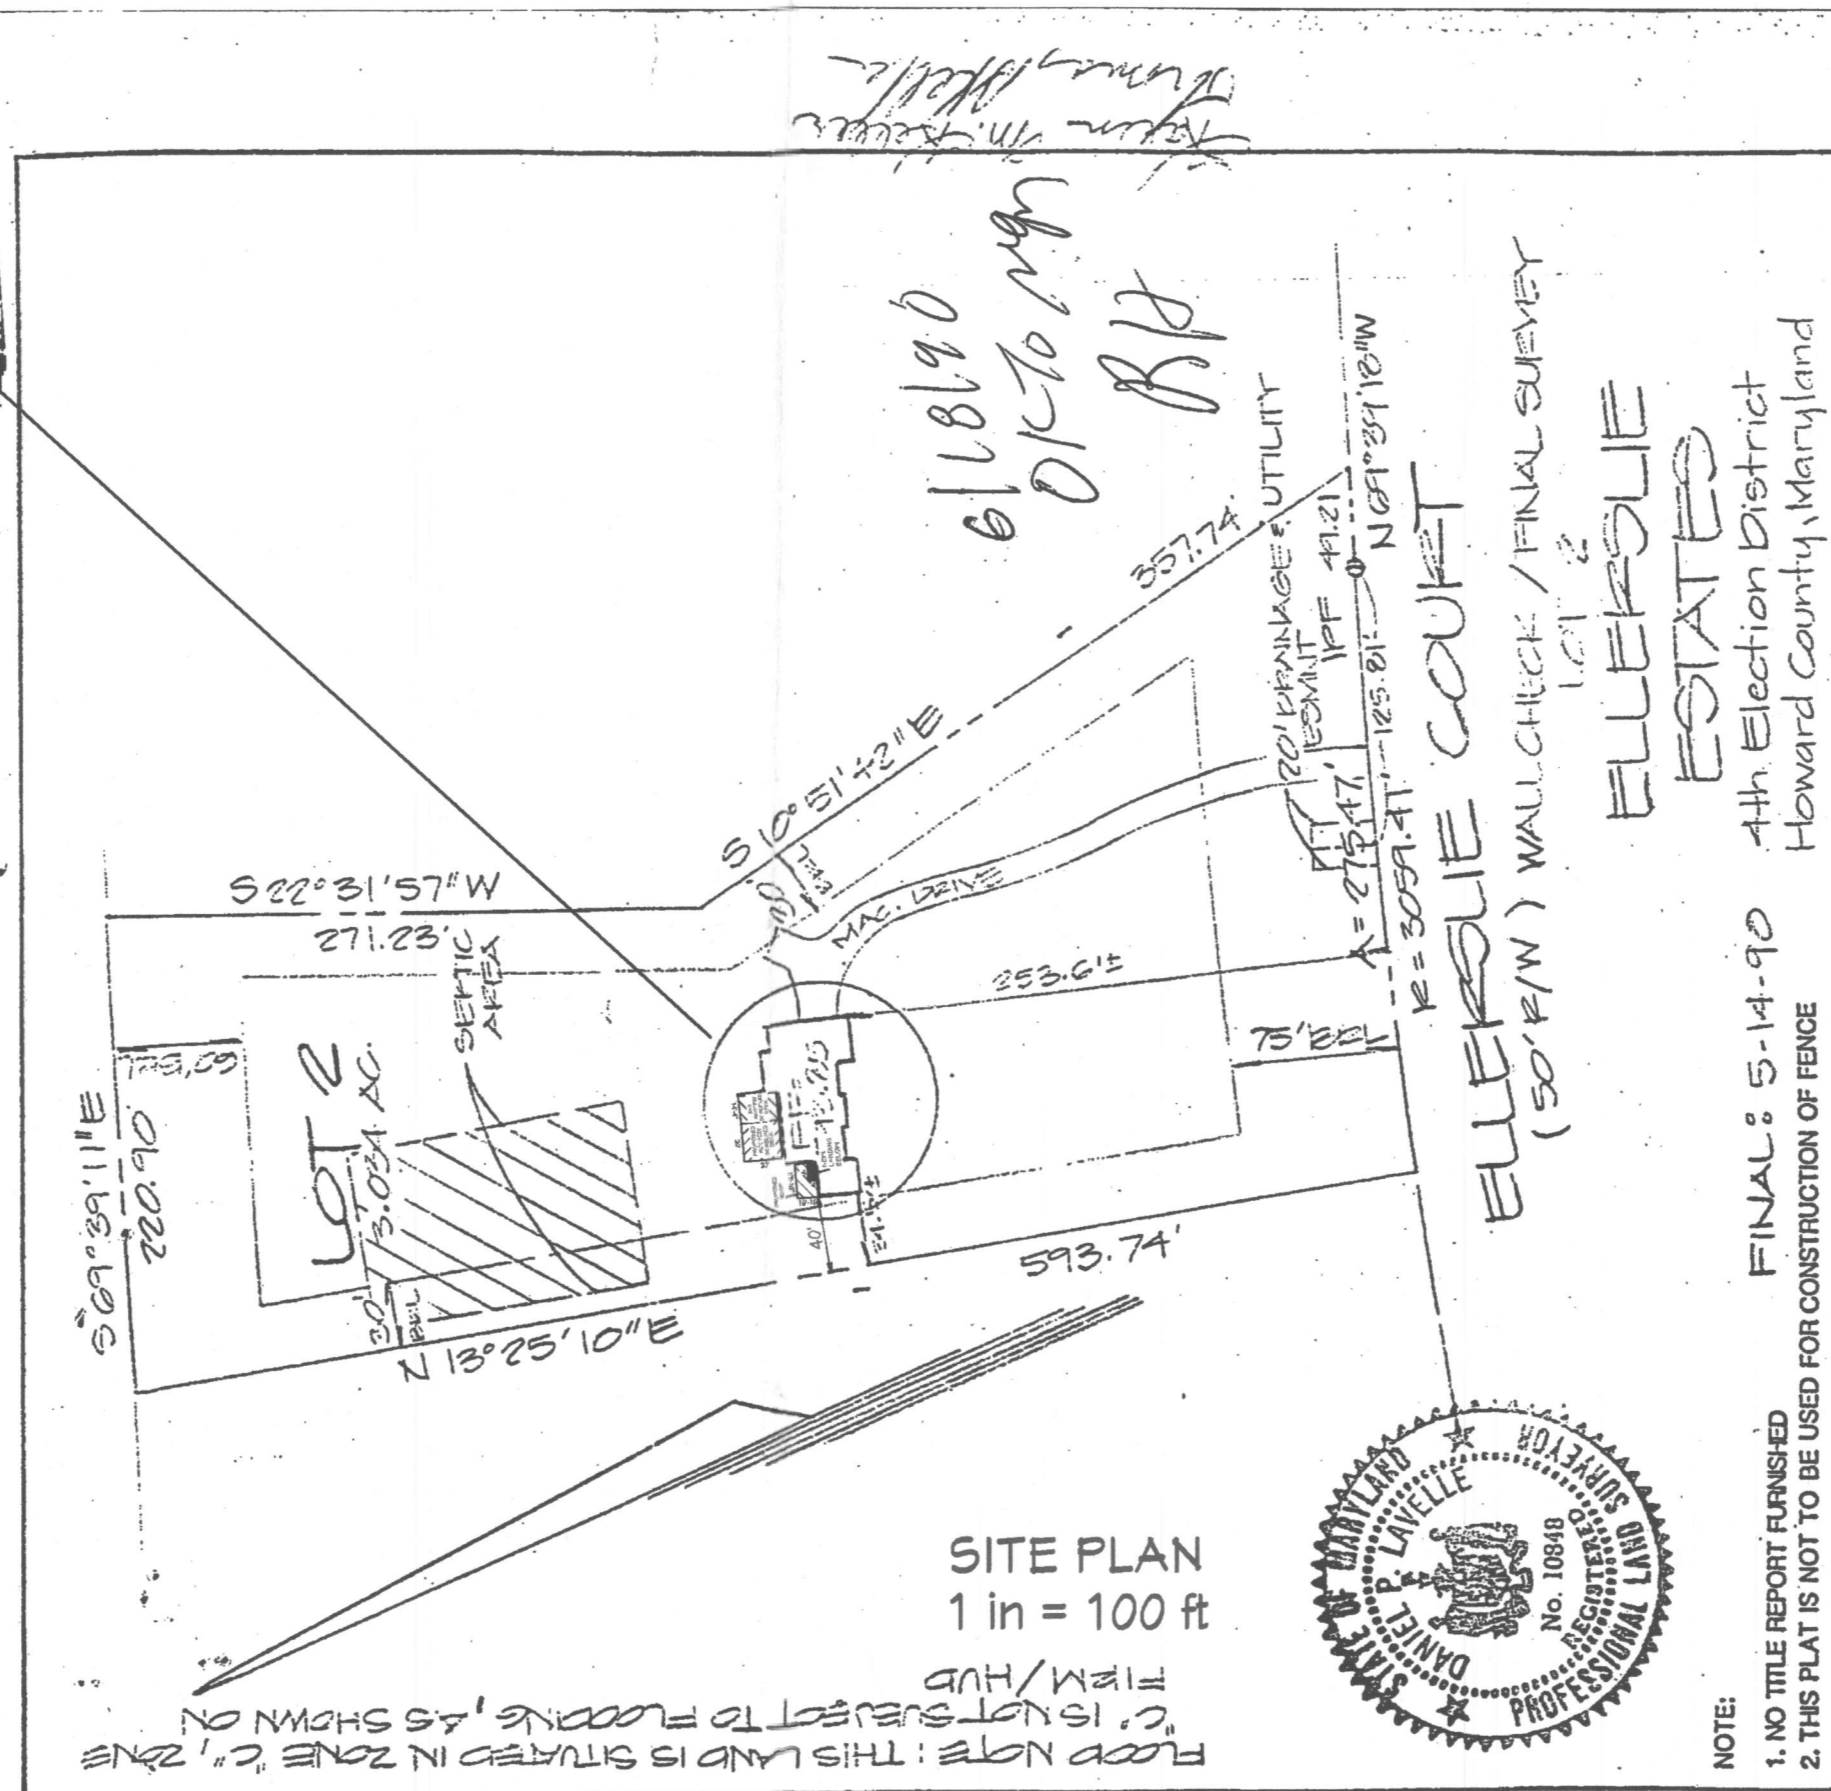 S 69° 39' 11" E
220.90
60' BRL
S 22° 31' 57" W
271.23'
LOT 2
3.034 AC.
SEPTIC
AREA
30'
BRL
N 13° 25' 10" E
593.74'
40'
MAC. DRIVE
253.6'±
75' BRL
S 10° 51' 42" E
357.74'
20' DRAINAGE & UTILITY
ESMNT
IPF 49.21
125.81
N 69° 39' 18" W
A = 275.47'
R = 3059.47'
6/18/90
ELLERSLIE COURT
(50' R/W) WALL CHECK / FINAL SURVEY
LOT 2
ELLERSLIE
ESTATES
4th Election District
Howard County, Maryland
FINAL: 5-14-90
SITE PLAN
1 in = 100 ft
FLOOD NOTE: THIS LAND IS SITUATED IN ZONE "C", ZONE
"C" IS NOT SUBJECT TO FLOODING, AS SHOWN ON
FIRM/HUD
STATE OF MARYLAND
DANIEL P. LAVELLE
No. 10848
REGISTERED
PROFESSIONAL LAND SURVEYOR
NOTE:
1. NO TITLE REPORT FURNISHED
2. THIS PLAT IS NOT TO BE USED FOR CONSTRUCTION OF FENCE